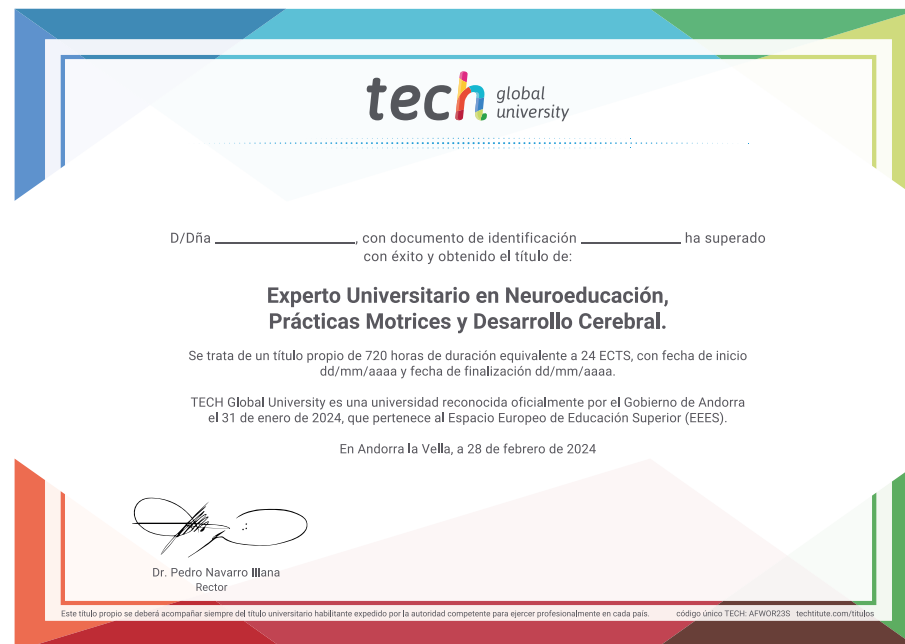 tech global
university
D/Dña ____________________, con documento de identificación ______________ ha superado
con éxito y obtenido el título de:
Experto Universitario en Neuroeducación,
Prácticas Motrices y Desarrollo Cerebral.
Se trata de un título propio de 720 horas de duración equivalente a 24 ECTS, con fecha de inicio
dd/mm/aaaa y fecha de finalización dd/mm/aaaa.
TECH Global University es una universidad reconocida oficialmente por el Gobierno de Andorra
el 31 de enero de 2024, que pertenece al Espacio Europeo de Educación Superior (EEES).
En Andorra la Vella, a 28 de febrero de 2024
Dr. Pedro Navarro Illana
Rector
Este título propio se deberá acompañar siempre del título universitario habilitante expedido por la autoridad competente para ejercer profesionalmente en cada país. código único TECH: AFWOR23S techtitute.com/titulos